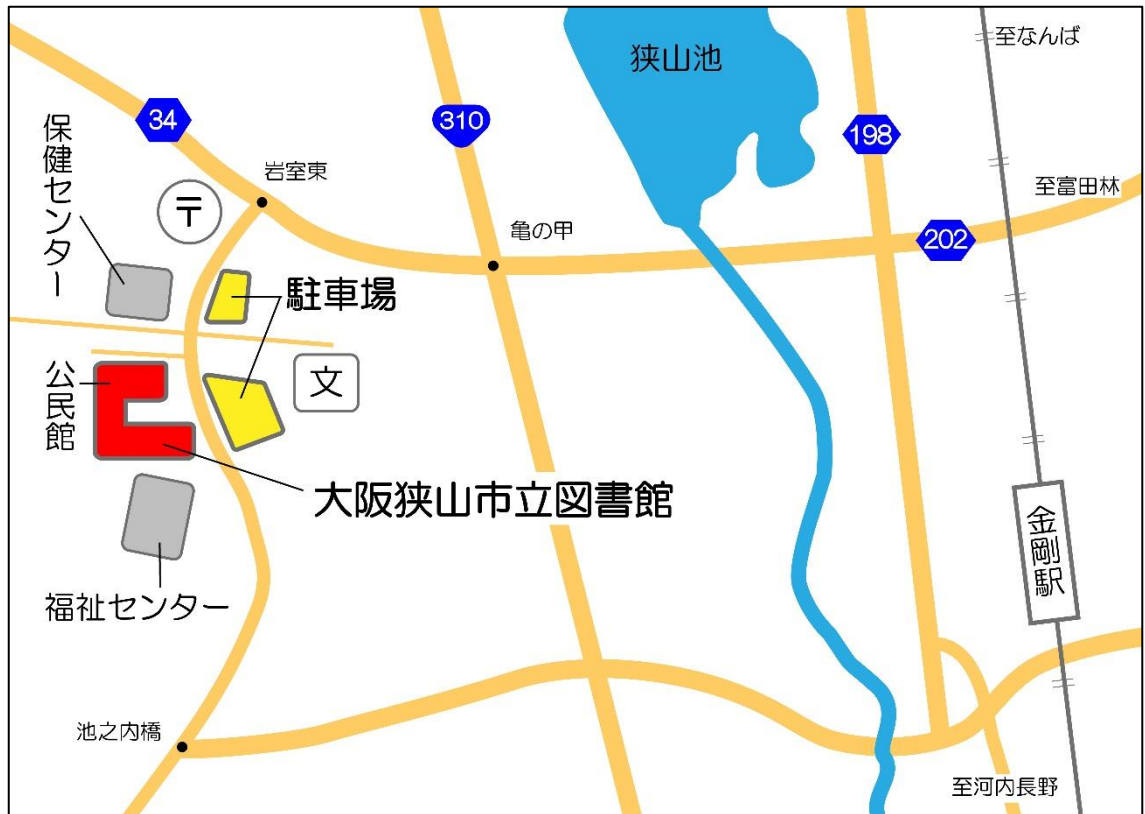 狭山池
至なんば
34
310
198
保健センター
岩室東
〒
至富田林
亀の甲
202
駐車場
公民館
文
大阪狭山市立図書館
金剛駅
福祉センター
池之内橋
至河内長野